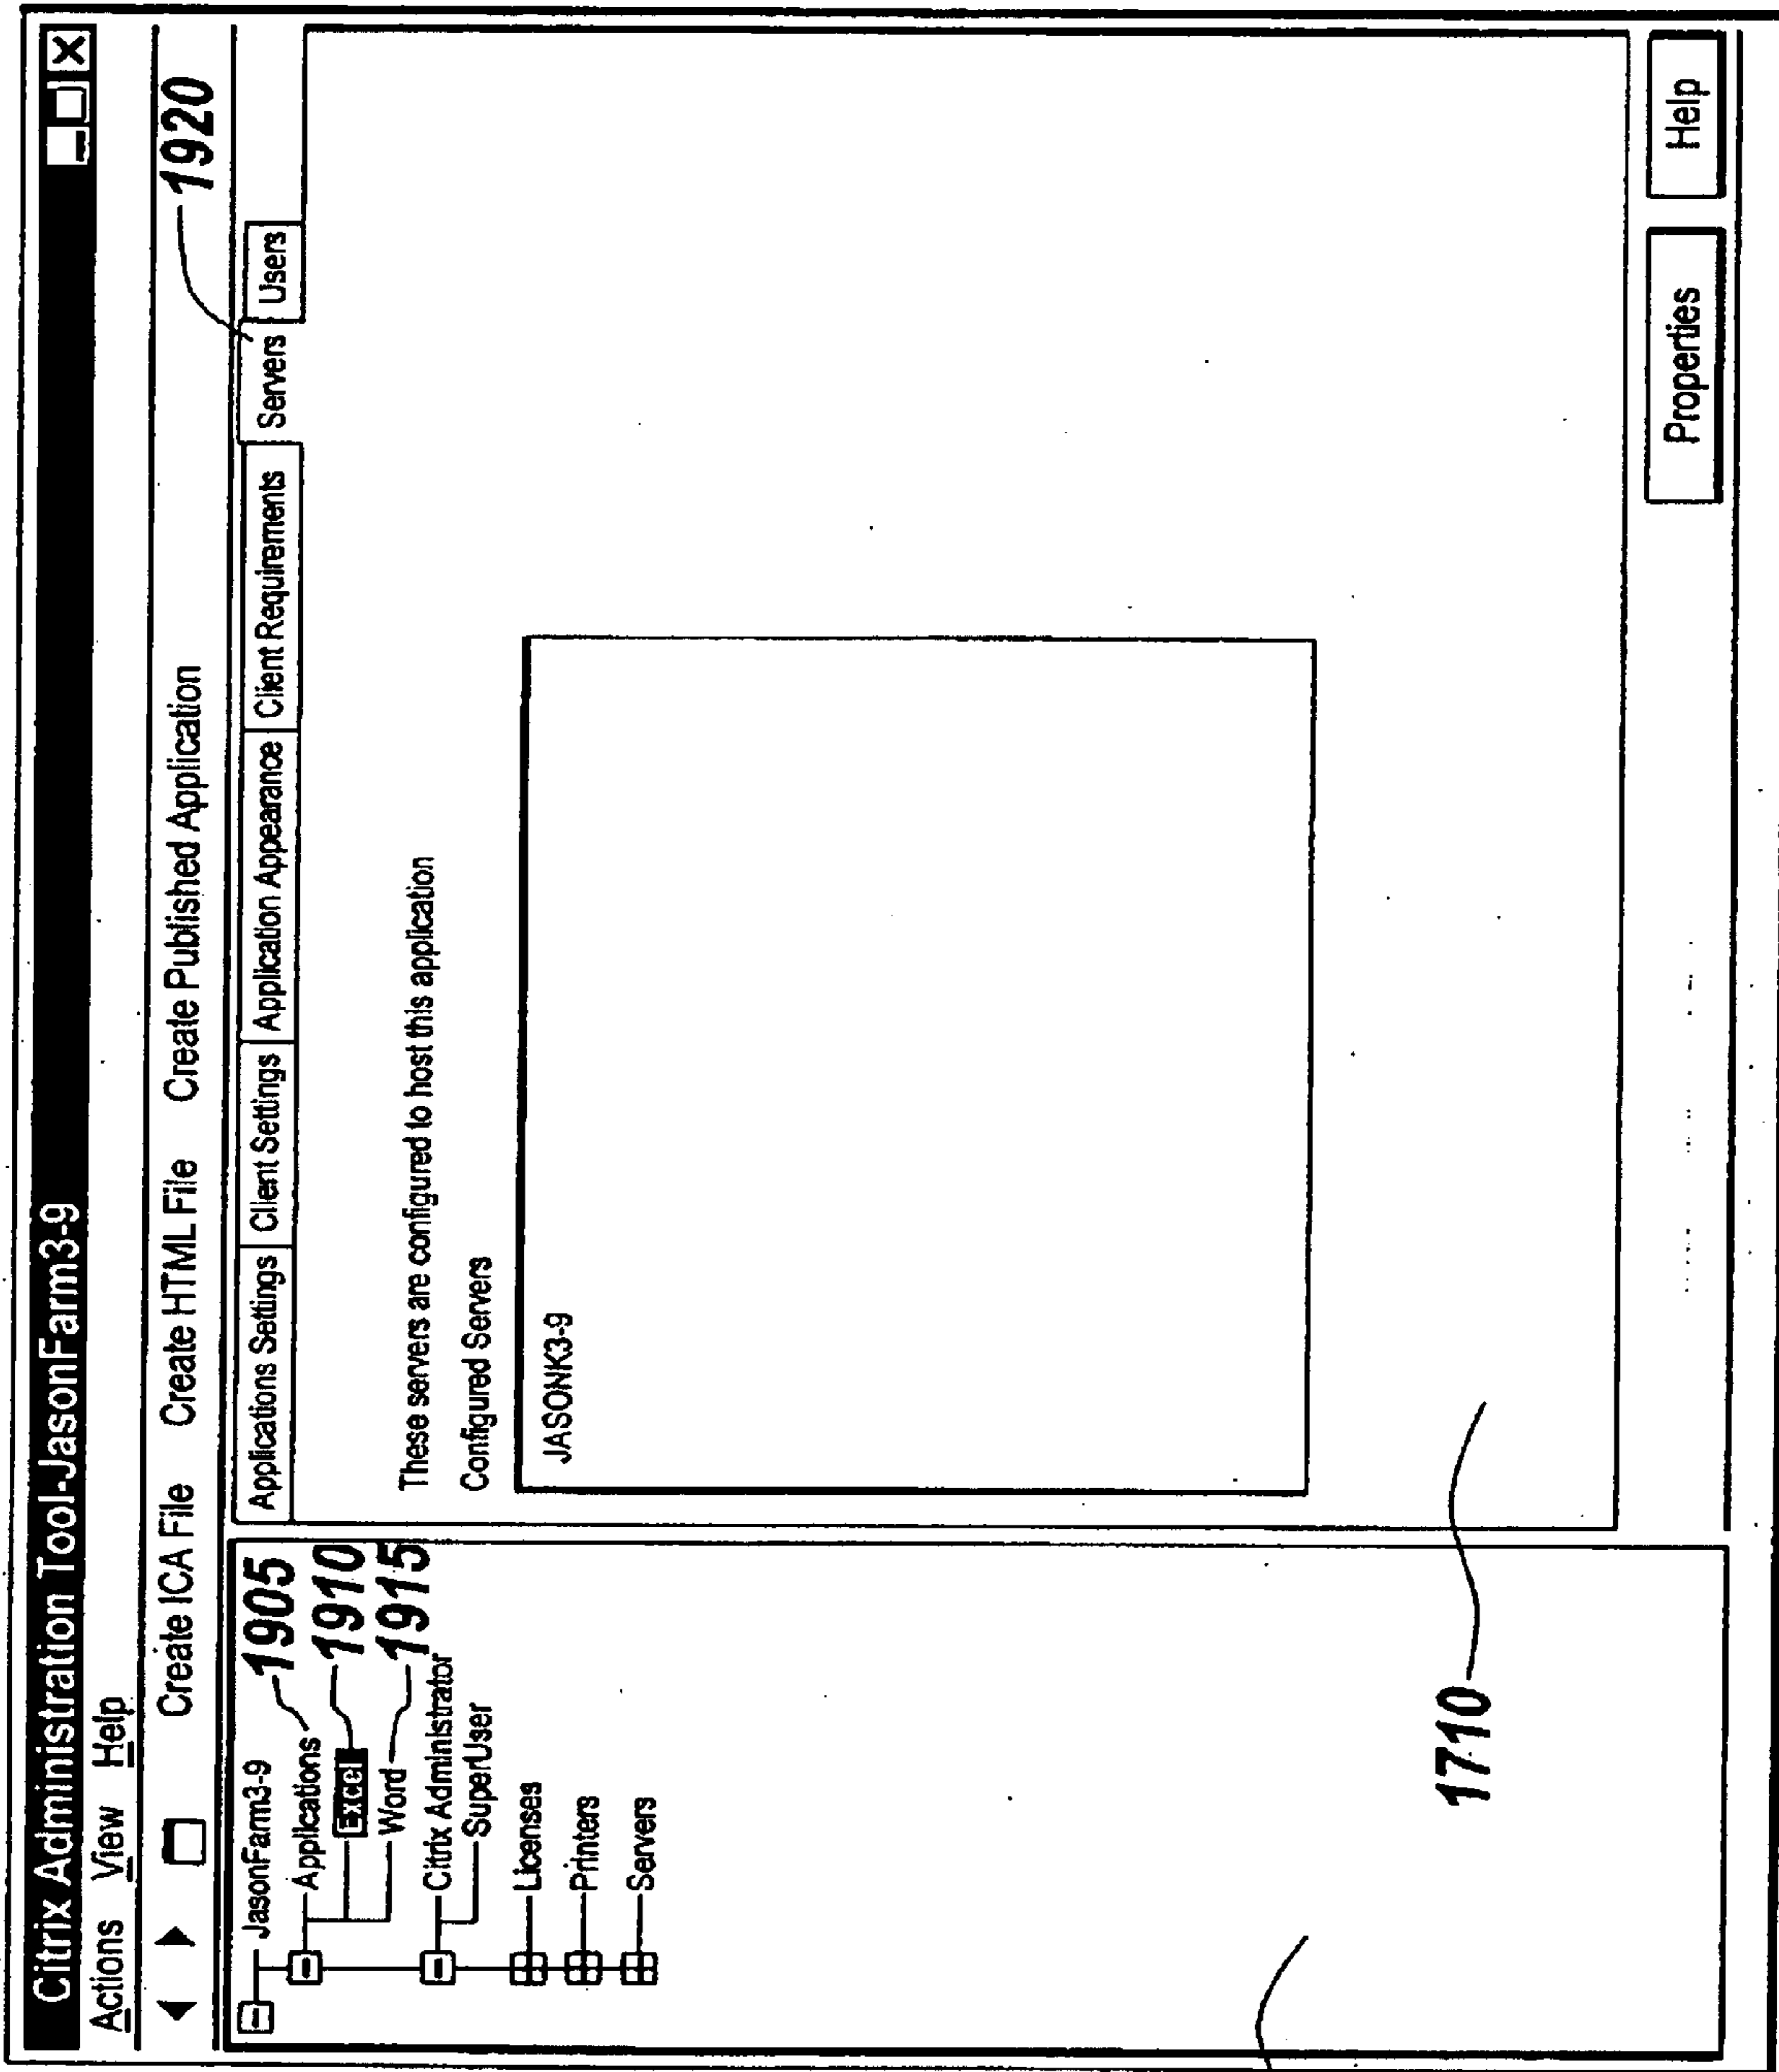 Citrix Administration Tool-JasonFarm3-9
Actions View Help
Create ICA File Create HTML File Create Published Application
1920
JasonFarm3-9
1905
Applications
1910
Excel
1915
Word
Citrix Administrator
SuperUser
Licenses
Printers
Servers
Applications Settings Client Settings Application Appearance Client Requirements Servers Users
These servers are configured to host this application
Configured Servers
JASONK3-9
1710
Properties Help